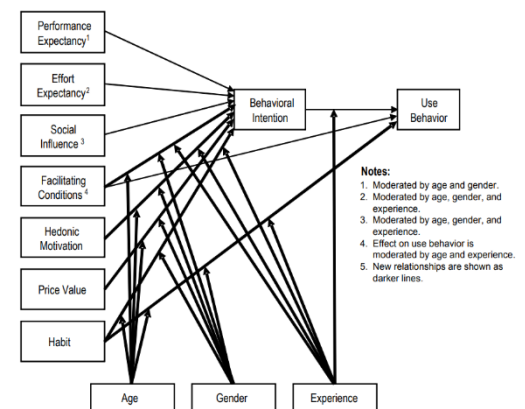 Performance
Expectancy¹
Effort
Expectancy²
Social
Influence ³
Facilitating
Conditions ⁴
Hedonic
Motivation
Price Value
Habit
Behavioral
Intention
Use
Behavior
Notes:
1. Moderated by age and gender.
2. Moderated by age, gender, and
experience.
3. Moderated by age, gender, and
experience.
4. Effect on use behavior is
moderated by age and experience.
5. New relationships are shown as
darker lines.
Age
Gender
Experience